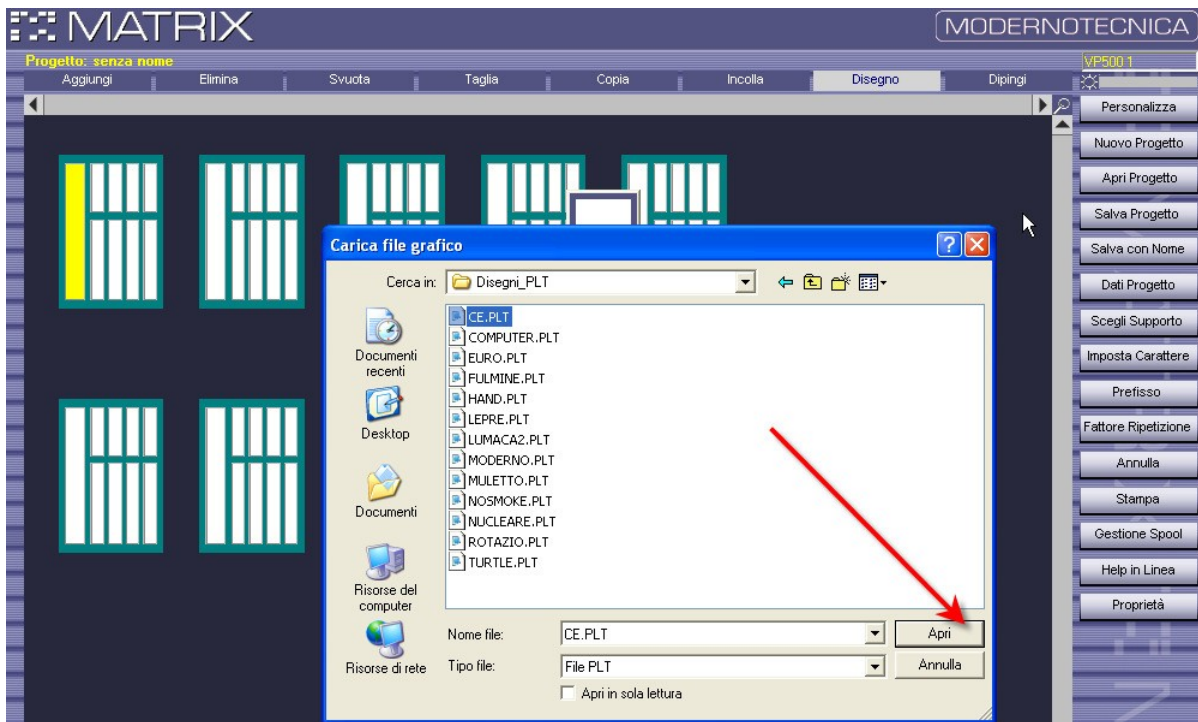 MATRIX
MODERNOTECNICA
Progetto: senza nome
VP500 1
Aggiungi Elimina Svuota Taglia Copia Incolla Disegno Dipingi
Personalizza
Nuovo Progetto
Apri Progetto
Salva Progetto
Salva con Nome
Dati Progetto
Scegli Supporto
Imposta Carattere
Prefisso
Fattore Ripetizione
Annulla
Stampa
Gestione Spool
Help in Linea
Proprietà
Carica file grafico
Cerca in: Disegni_PLT
Documenti
recenti
Desktop
Documenti
Risorse del
computer
Risorse di rete
CE.PLT
COMPUTER.PLT
EURO.PLT
FULMINE.PLT
HAND.PLT
LEPRE.PLT
LUMACA2.PLT
MODERNO.PLT
MULETTO.PLT
NOSMOKE.PLT
NUCLEARE.PLT
ROTAZIO.PLT
TURTLE.PLT
Nome file: CE.PLT Apri
Tipo file: File PLT Annulla
Apri in sola lettura